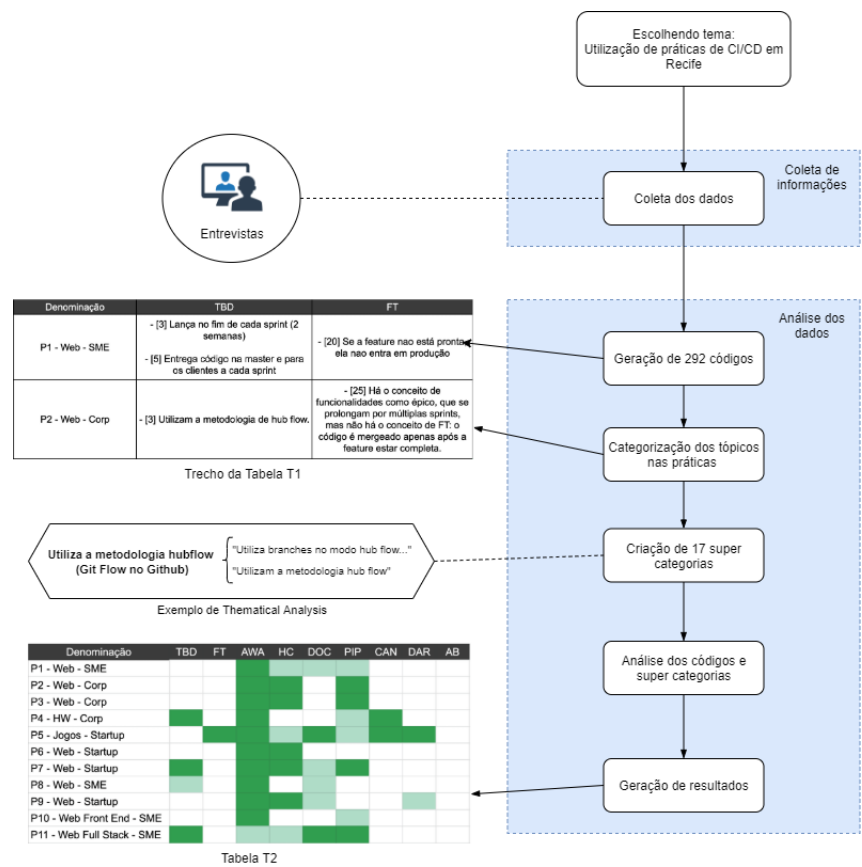 Escolhendo tema:
Utilização de práticas de CI/CD em
Recife
Coleta de
informações
Coleta dos dados
Entrevistas
Denominação TBD FT
P1 - Web - SME
- [3] Lança no fim de cada sprint (2
semanas)
- [5] Entrega código na master e para
os clientes a cada sprint
- [20] Se a feature nao está pronta
ela nao entra em produção
P2 - Web - Corp
- [3] Utilizam a metodologia de hub flow.
- [25] Há o conceito de
funcionalidades como épico, que se
prolongam por múltiplas sprints,
mas não há o conceito de FT: o
código é mergeado apenas após a
feature estar completa.
Trecho da Tabela T1
Análise dos
dados
Geração de 292 códigos
Categorização dos tópicos
nas práticas
Utiliza a metodologia hubflow
(Git Flow no Github)
"Utiliza branches no modo hub flow..."
"Utilizam a metodologia hub flow"
Exemplo de Thematical Analysis
Criação de 17 super
categorias
Análise dos códigos e
super categorias
Geração de resultados
Denominação TBD FT AWA HC DOC PIP CAN DAR AB
P1 - Web - SME
P2 - Web - Corp
P3 - Web - Corp
P4 - HW - Corp
P5 - Jogos - Startup
P6 - Web - Startup
P7 - Web - Startup
P8 - Web - SME
P9 - Web - Startup
P10 - Web Front End - SME
P11 - Web Full Stack - SME
Tabela T2